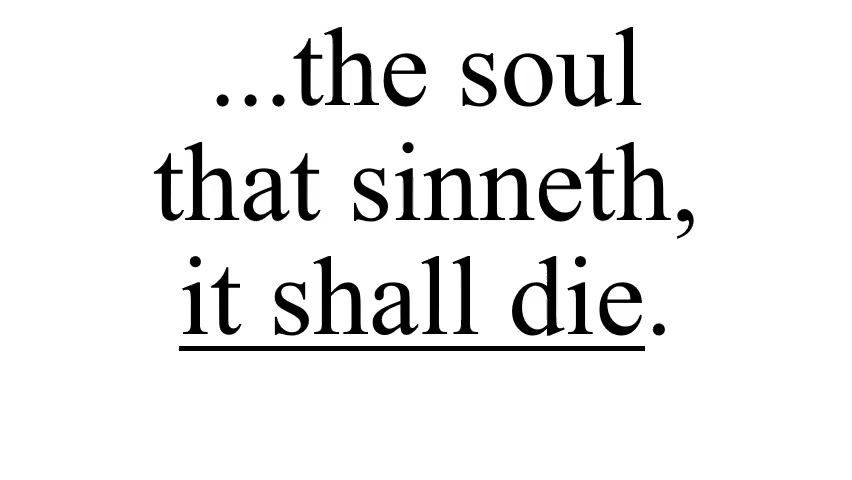 ...the soul
that sinneth,
it shall die.